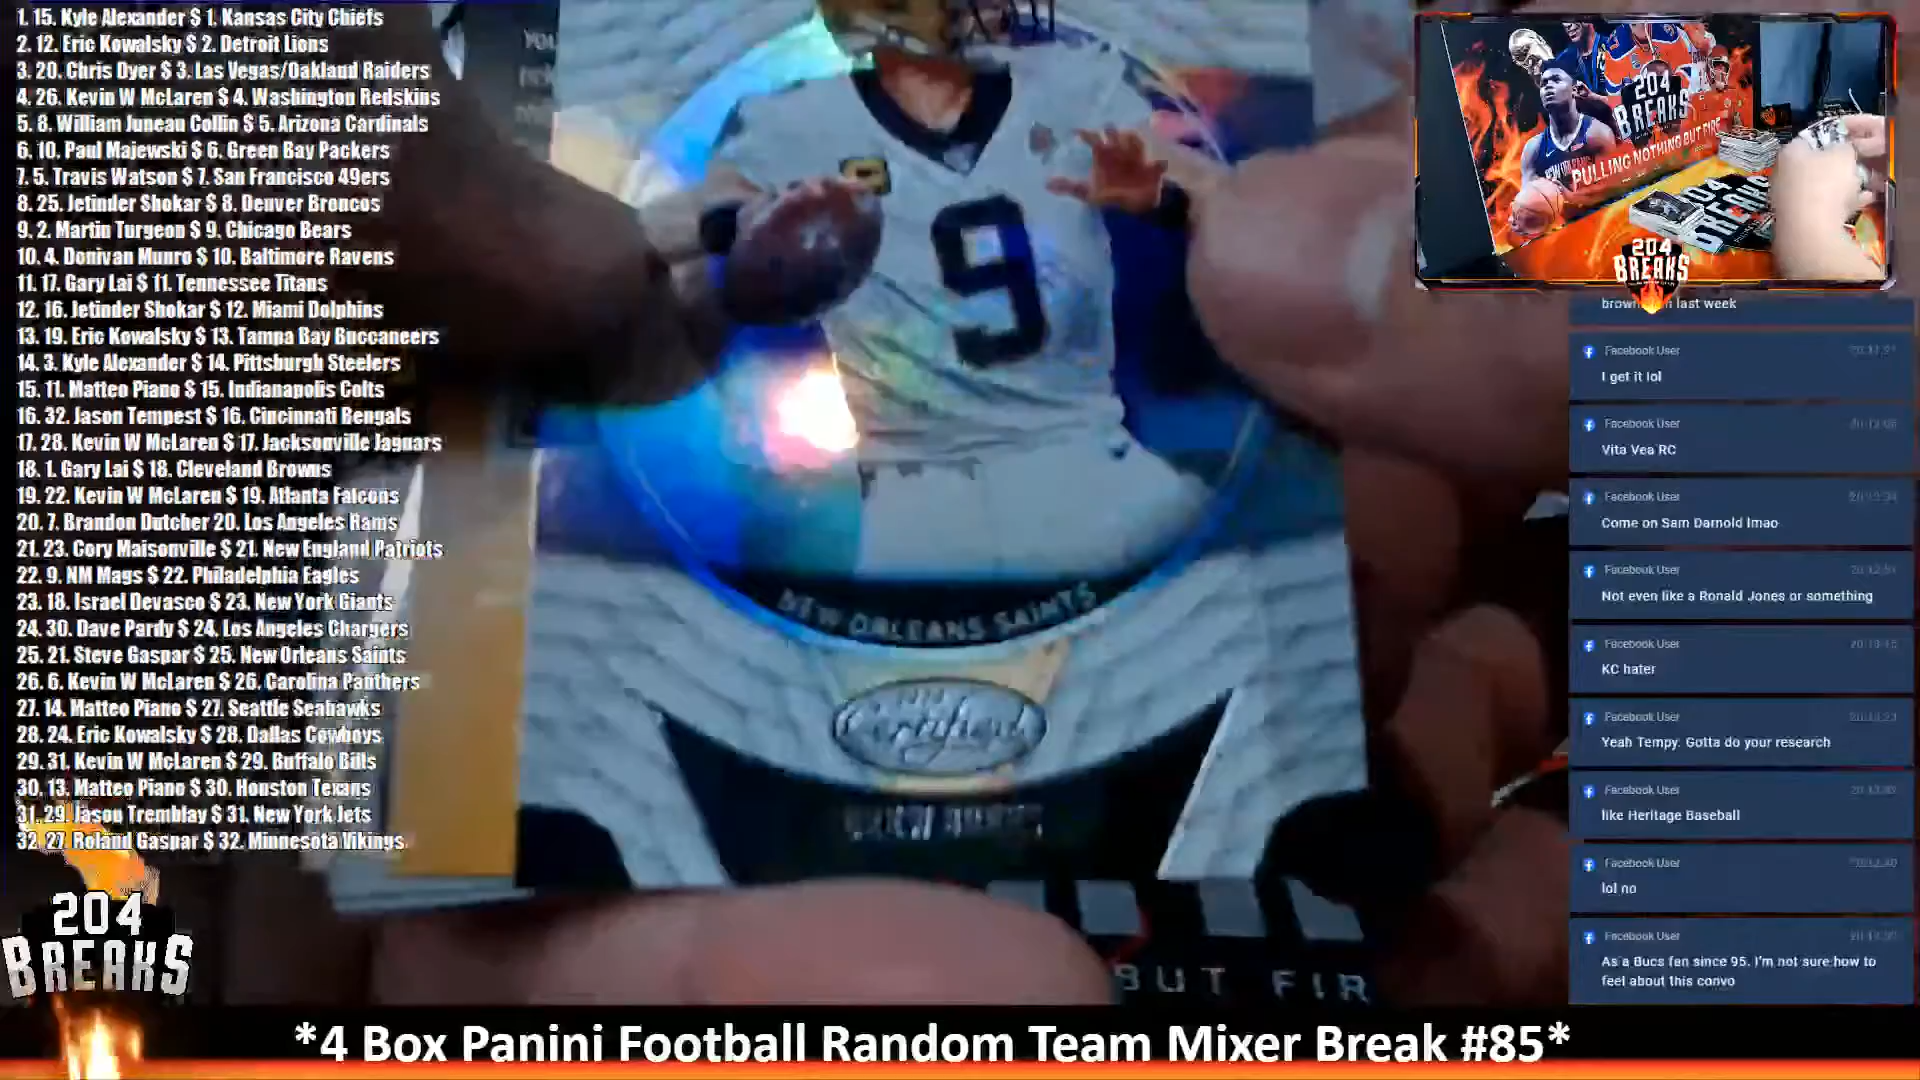 1. 15. Kyle Alexander $ 1. Kansas City Chiefs
2. 12. Eric Kowalsky $ 2. Detroit Lions
3. 20. Chris Dyer $ 3. Las Vegas/Oakland Raiders
4. 26. Kevin W McLaren $ 4. Washington Redskins
5. 8. William Juneau Collin $ 5. Arizona Cardinals
6. 10. Paul Majewski $ 6. Green Bay Packers
7. 5. Travis Watson $ 7. San Francisco 49ers
8. 25. Jetinder Shokar $ 8. Denver Broncos
9. 2. Martin Turgeon $ 9. Chicago Bears
10. 4. Donivan Munro $ 10. Baltimore Ravens
11. 17. Gary Lai $ 11. Tennessee Titans
12. 16. Jetinder Shokar $ 12. Miami Dolphins
13. 19. Eric Kowalsky $ 13. Tampa Bay Buccaneers
14. 3. Kyle Alexander $ 14. Pittsburgh Steelers
15. 11. Matteo Piano $ 15. Indianapolis Colts
16. 32. Jason Tempest $ 16. Cincinnati Bengals
17. 28. Kevin W McLaren $ 17. Jacksonville Jaguars
18. 1. Gary Lai $ 18. Cleveland Browns
19. 22. Kevin W McLaren $ 19. Atlanta Falcons
20. 7. Brandon Dutcher 20. Los Angeles Rams
21. 23. Cory Maisonville $ 21. New England Patriots
22. 9. NM Mags $ 22. Philadelphia Eagles
23. 18. Israel Devasco $ 23. New York Giants
24. 30. Dave Pardy $ 24. Los Angeles Chargers
25. 21. Steve Gaspar $ 25. New Orleans Saints
26. 6. Kevin W McLaren $ 26. Carolina Panthers
27. 14. Matteo Piano $ 27. Seattle Seahawks
28. 24. Eric Kowalsky $ 28. Dallas Cowboys
29. 31. Kevin W McLaren $ 29. Buffalo Bills
30. 13. Matteo Piano $ 30. Houston Texans
31. 29. Jason Tremblay $ 31. New York Jets
32. 27. Roland Gaspar $ 32. Minnesota Vikings
204
BREAKS
YOU
9
NEW ORLEANS SAINTS
Certified
BUT FIR
204
BREAKS
PULLING NOTHING BUT FIRE
204
BREAKS
204
BREAKS
last week
Facebook User
I get it lol
Facebook User
Vita Vea RC
Facebook User
Come on Sam Darnold lmao
Facebook User
Not even like a Ronald Jones or something
Facebook User
KC hater
Facebook User
Yeah Tempy. Gotta do your research
Facebook User
like Heritage Baseball
Facebook User
lol no
Facebook User
As a Bucs fan since 95. I'm not sure how to
feel about this convo
*4 Box Panini Football Random Team Mixer Break #85*